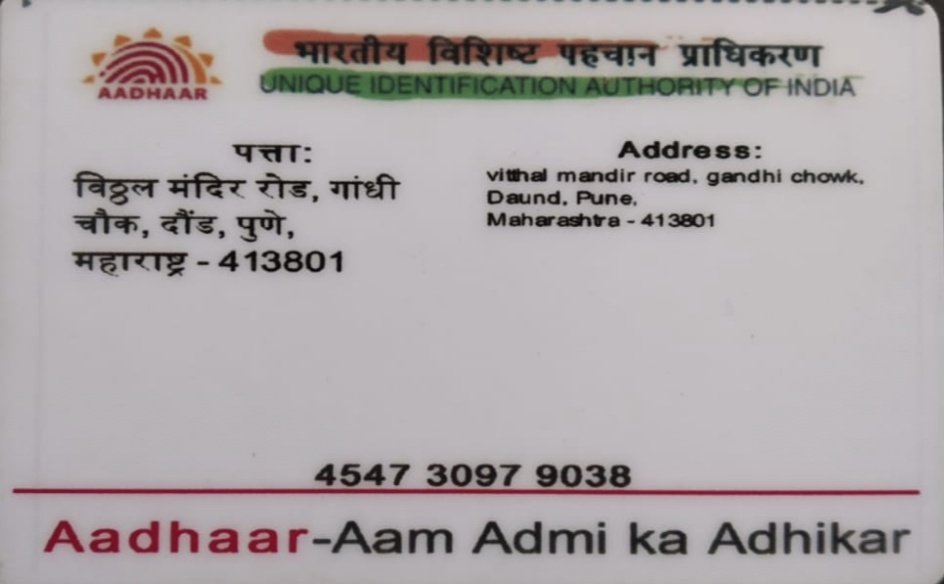 AADHAAR
भारतीय विशिष्ट पहचान प्राधिकरण
UNIQUE IDENTIFICATION AUTHORITY OF INDIA
पत्ता:
विठ्ठल मंदिर रोड, गांधी
चौक, दौंड, पुणे,
महाराष्ट्र - 413801
Address:
vitthal mandir road, gandhi chowk,
Daund, Pune,
Maharashtra - 413801
4547 3097 9038
Aadhaar-Aam Admi ka Adhikar